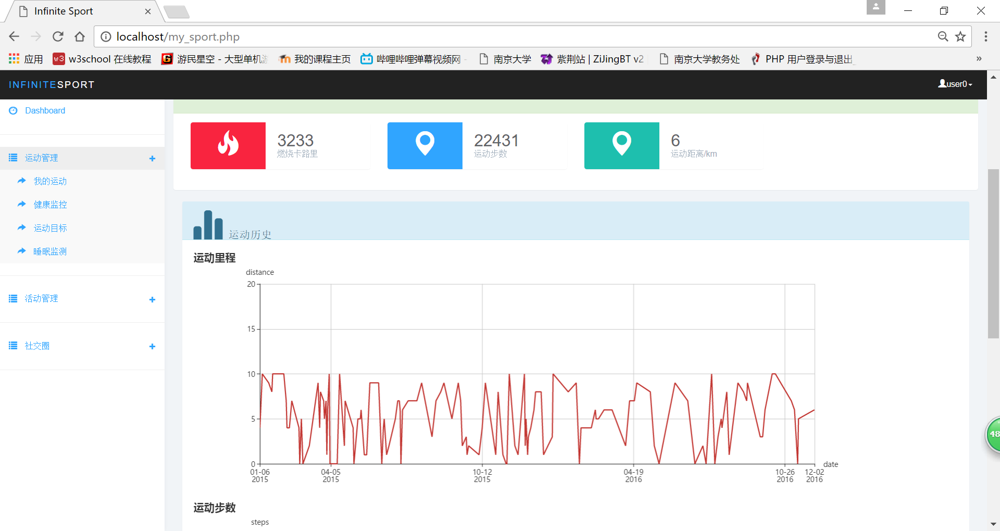 Infinite Sport
localhost/my_sport.php
应用 w3school 在线教程 游民星空 - 大型单机游 我的课程主页 哔哩哔哩弹幕视频网 - 南京大学 紫荆站 | ZiJingBT v2 南京大学教务处 PHP 用户登录与退出 »
INFINITESPORT
user0
Dashboard
3233
燃烧卡路里
22431
运动步数
6
运动距离/km
运动管理
我的运动
健康监控
运动目标
睡眠监测
活动管理
社交圈
运动历史
运动里程
distance
20
15
10
5
0
date
01-06
2015
04-05
2015
10-12
2015
04-19
2016
10-26
2016
12-02
2016
48
运动步数
steps